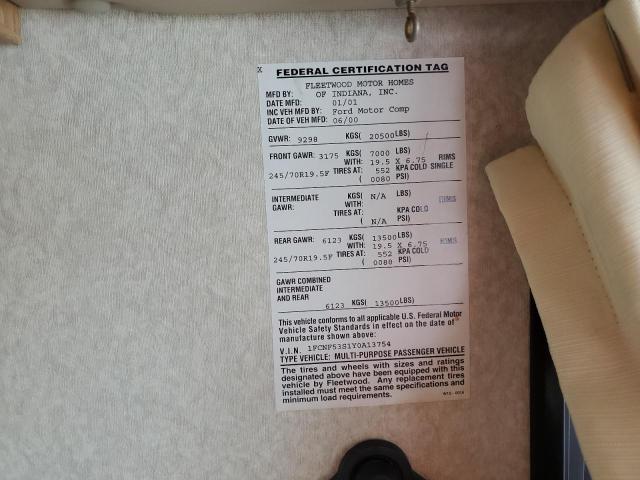 X FEDERAL CERTIFICATION TAG
FLEETWOOD MOTOR HOMES
MFD BY: OF INDIANA, INC.
DATE MFD: 01/01
INC VEH MFD BY: Ford Motor Comp
DATE OF VEH MFD: 06/00
GVWR: 9298 KGS( 20500LBS)
FRONT GAWR: 3175 KGS( 7000 LBS)
WITH: 19.5 X 6.75 RIMS
245/70R19.5F TIRES AT: 552 KPA COLD SINGLE
( 0080 PSI)
INTERMEDIATE KGS( N/A LBS)
GAWR: WITH: RIMS
TIRES AT: KPA COLD
( N/A PSI)
REAR GAWR: 6123 KGS( 13500LBS)
WITH: 19.5 X 6.75 RIMS
245/70R19.5F TIRES AT: 552 KPA COLD
( 0080 PSI)
GAWR COMBINED
INTERMEDIATE
AND REAR
6123 KGS( 13500LBS)
This vehicle conforms to all applicable U.S. Federal Motor
Vehicle Safety Standards in effect on the date of
manufacture shown above:
V.I.N. 1FCNF53S1Y0A13754
TYPE VEHICLE: MULTI-PURPOSE PASSENGER VEHICLE
The tires and wheels with sizes and ratings
designated above have been equipped with this
vehicle by Fleetwood. Any replacement tires
installed must meet the same specifications and
minimum load requirements.